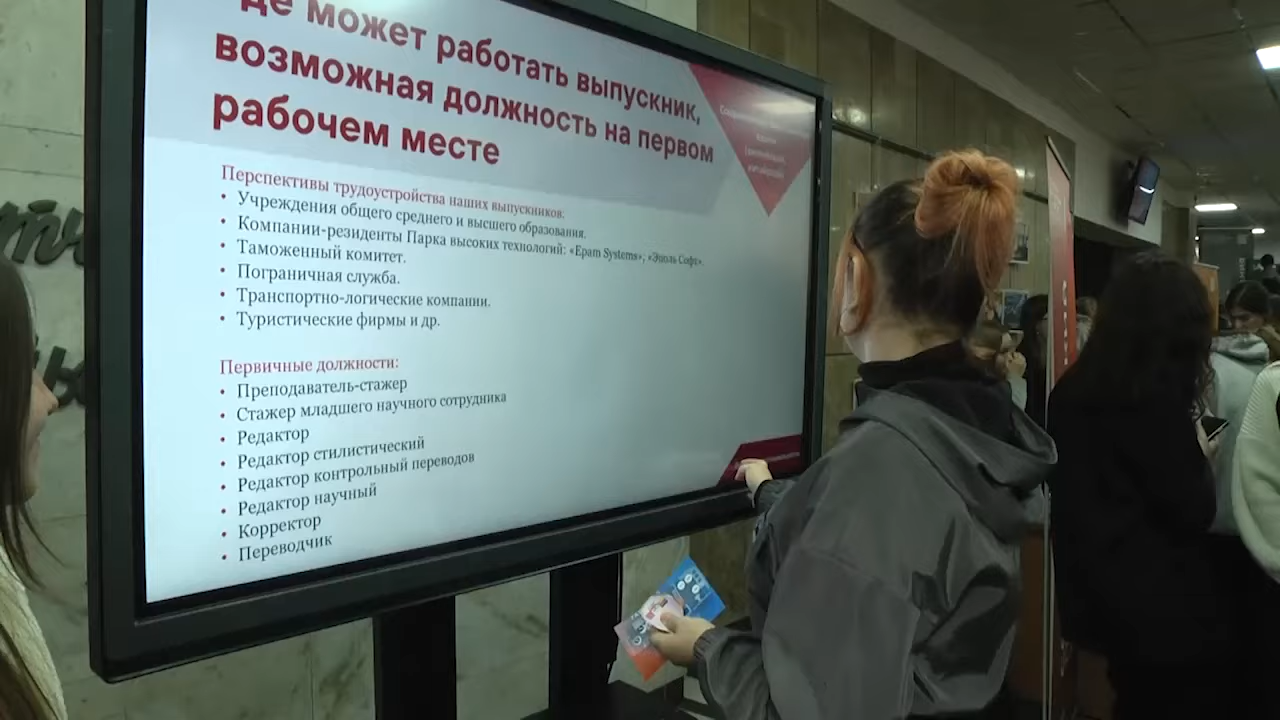 де может работать выпускник,
возможная должность на первом
рабочем месте
Перспективы трудоустройства наших выпускников:
• Учреждения общего среднего и высшего образования.
• Компании-резиденты Парка высоких технологий: «Epam Systems»; «Эполь Софт».
• Таможенный комитет.
• Пограничная служба.
• Транспортно-логические компании.
• Туристические фирмы и др.
Первичные должности:
• Преподаватель-стажер
• Стажер младшего научного сотрудника
• Редактор
• Редактор стилистический
• Редактор контрольный переводов
• Редактор научный
• Корректор
• Переводчик